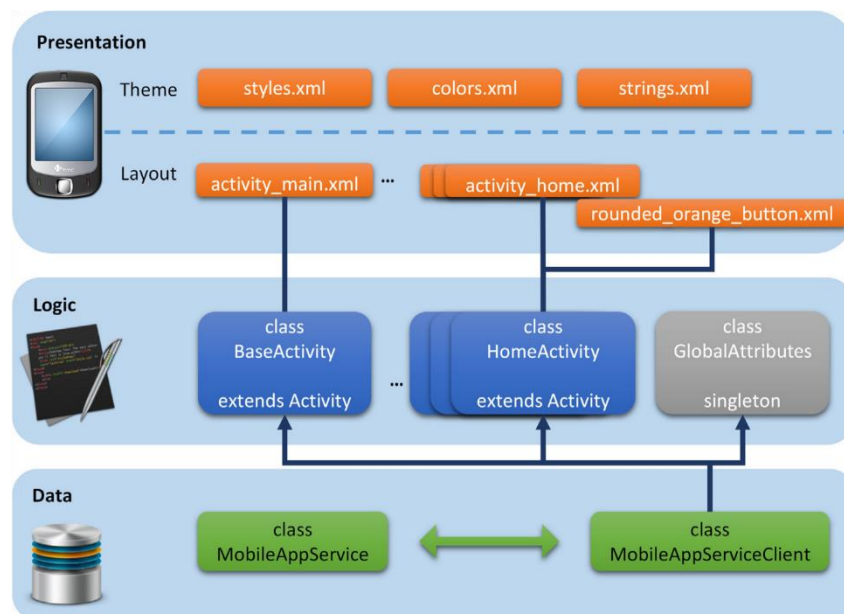 Presentation
Theme
styles.xml
colors.xml
strings.xml
Layout
activity_main.xml
...
activity_home.xml
rounded_orange_button.xml
Logic
class
BaseActivity
extends Activity
...
class
HomeActivity
extends Activity
class
GlobalAttributes
singleton
Data
class
MobileAppService
class
MobileAppServiceClient